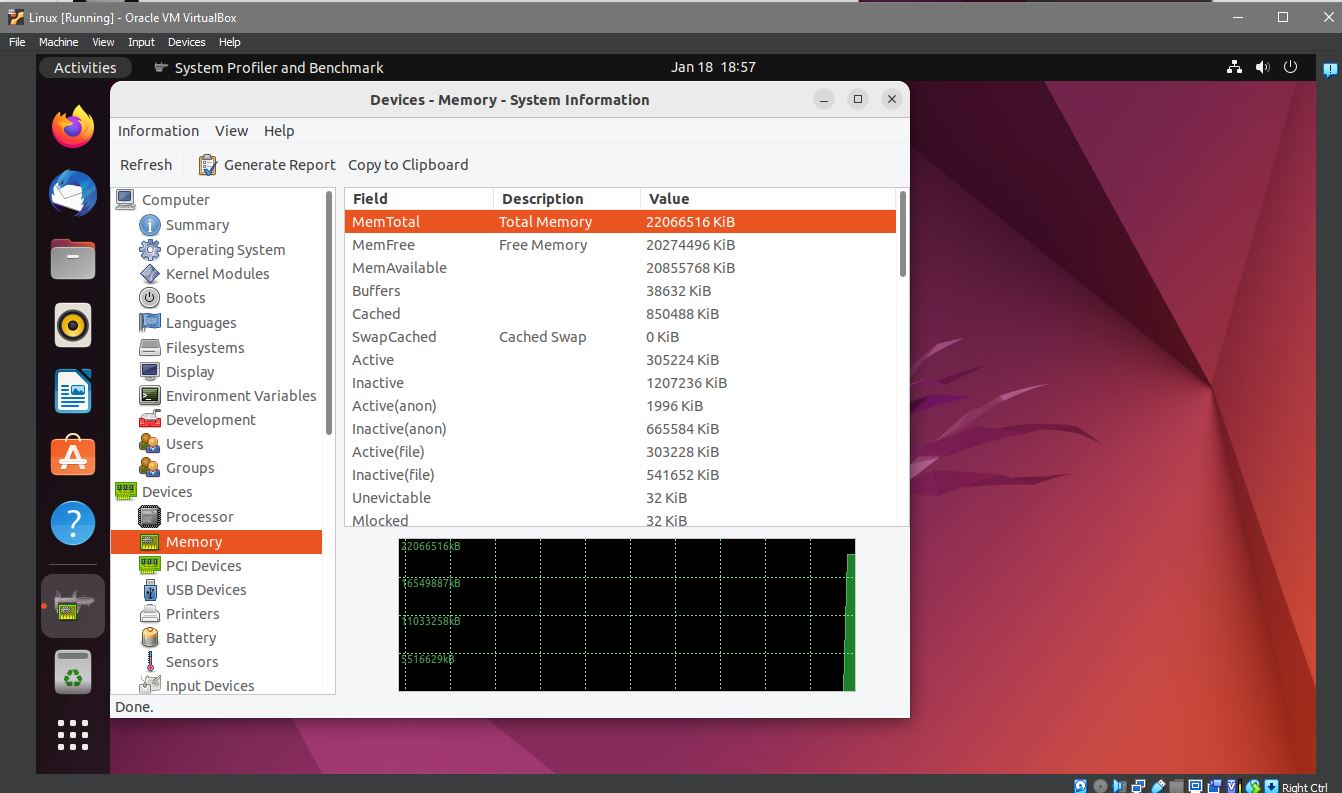 Linux [Running] - Oracle VM VirtualBox
File Machine View Input Devices Help
Activities System Profiler and Benchmark Jan 18 18:57
Devices - Memory - System Information
Information View Help
Refresh Generate Report Copy to Clipboard
Computer
Summary
Operating System
Kernel Modules
Boots
Languages
Filesystems
Display
Environment Variables
Development
Users
Groups
Devices
Processor
Memory
PCI Devices
USB Devices
Printers
Battery
Sensors
Input Devices
Field Description Value
MemTotal Total Memory 22066516 KiB
MemFree Free Memory 20274496 KiB
MemAvailable 20855768 KiB
Buffers 38632 KiB
Cached 850488 KiB
SwapCached Cached Swap 0 KiB
Active 305224 KiB
Inactive 1207236 KiB
Active(anon) 1996 KiB
Inactive(anon) 665584 KiB
Active(file) 303228 KiB
Inactive(file) 541652 KiB
Unevictable 32 KiB
Mlocked 32 KiB
22066516kB
16549887kB
11033258kB
5516629kB
Done.
Right Ctrl